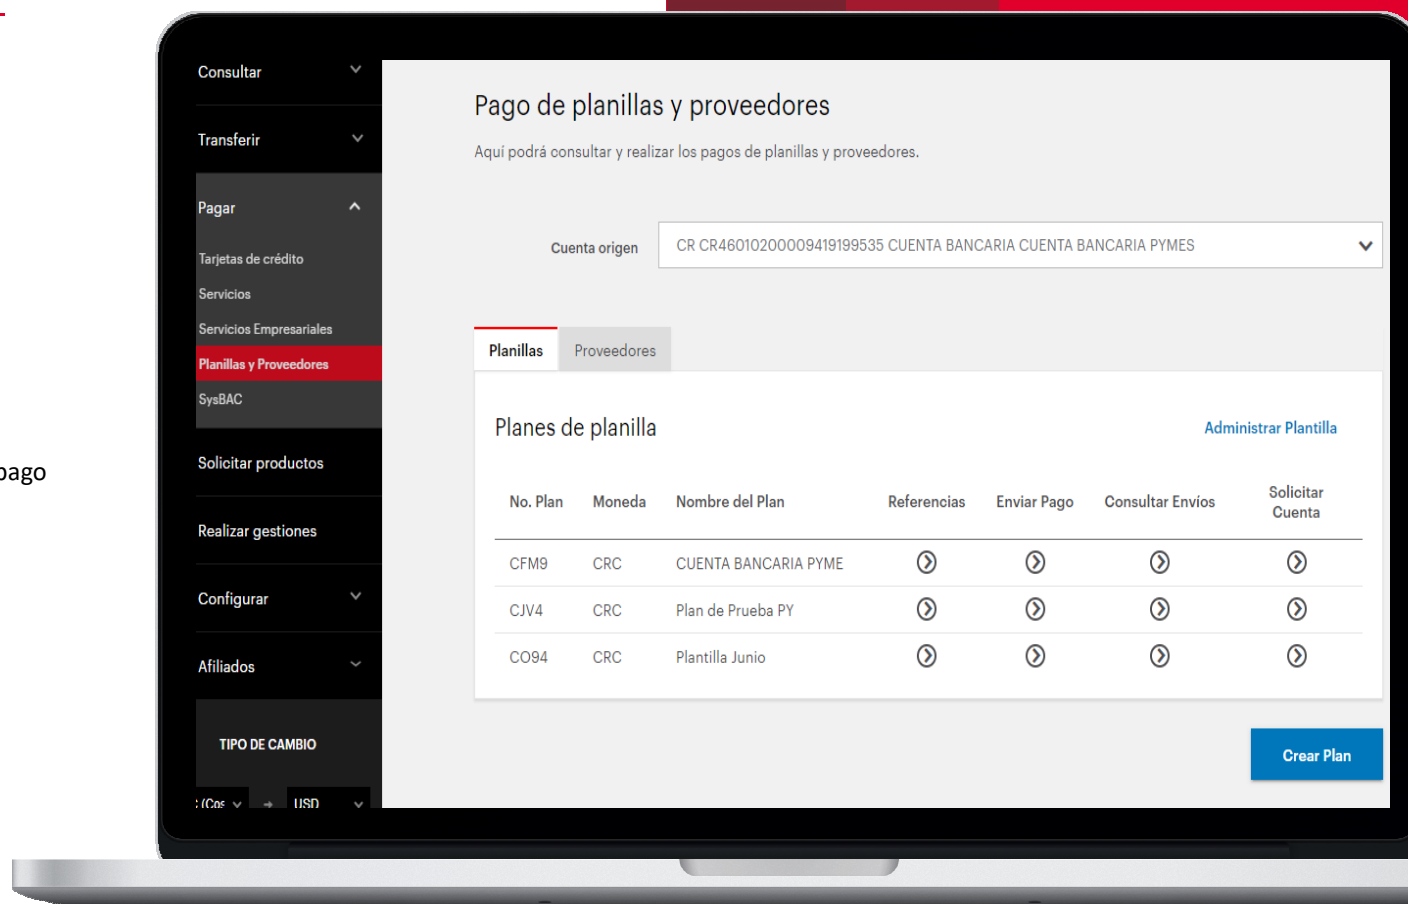 pago
Consultar
Transferir
Pagar
Tarjetas de crédito
Servicios
Servicios Empresariales
Planillas y Proveedores
SysBAC
Solicitar productos
Realizar gestiones
Configurar
Afiliados
TIPO DE CAMBIO
(Cos → USD
Pago de planillas y proveedores
Aquí podrá consultar y realizar los pagos de planillas y proveedores.
Cuenta origen CR CR46010200009419199535 CUENTA BANCARIA CUENTA BANCARIA PYMES
Planillas Proveedores
Planes de planilla Administrar Plantilla
No. Plan Moneda Nombre del Plan Referencias Enviar Pago Consultar Envíos Solicitar Cuenta
CFM9 CRC CUENTA BANCARIA PYME
CJV4 CRC Plan de Prueba PY
CO94 CRC Plantilla Junio
Crear Plan